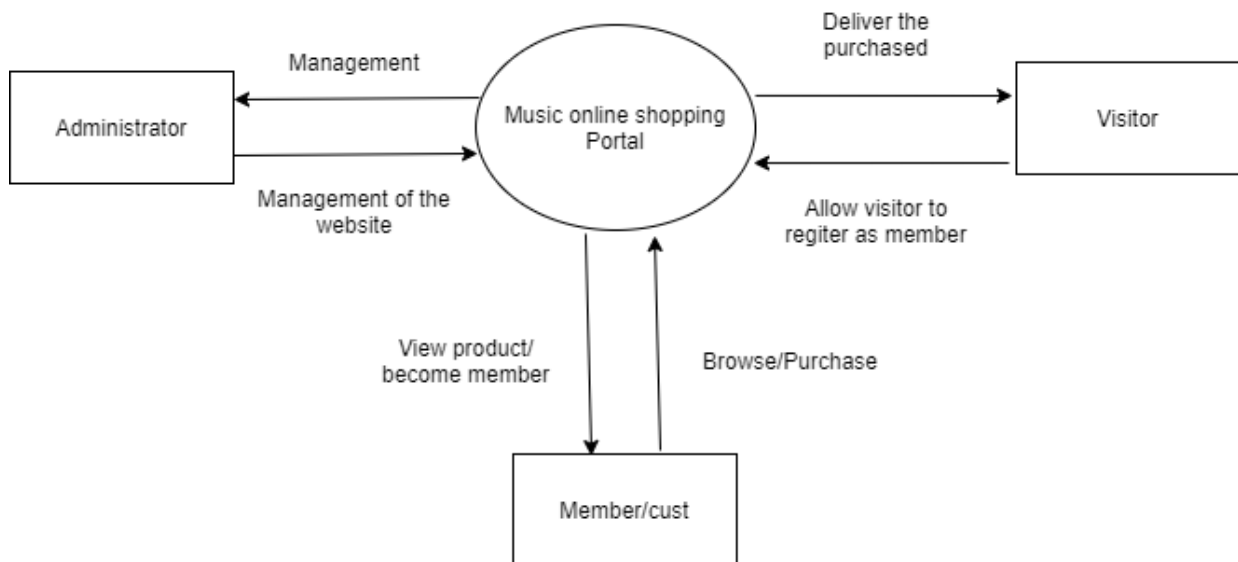 Deliver the
purchased
Management
Administrator
Music online shopping
Portal
Visitor
Management of the
website
Allow visitor to
regiter as member
View product/
become member
Browse/Purchase
Member/cust